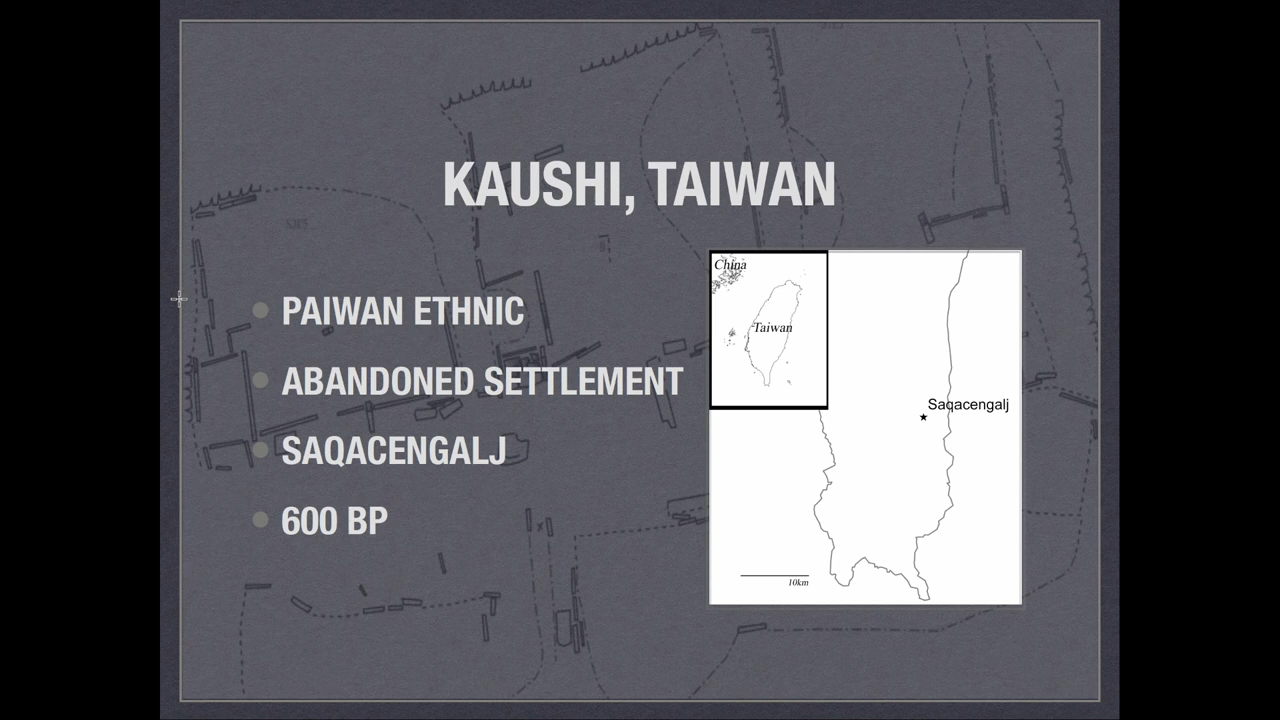 KAUSHI, TAIWAN
PAIWAN ETHNIC
ABANDONED SETTLEMENT
SAQACENGALJ
600 BP
China
Taiwan
Saqacengalj
10km